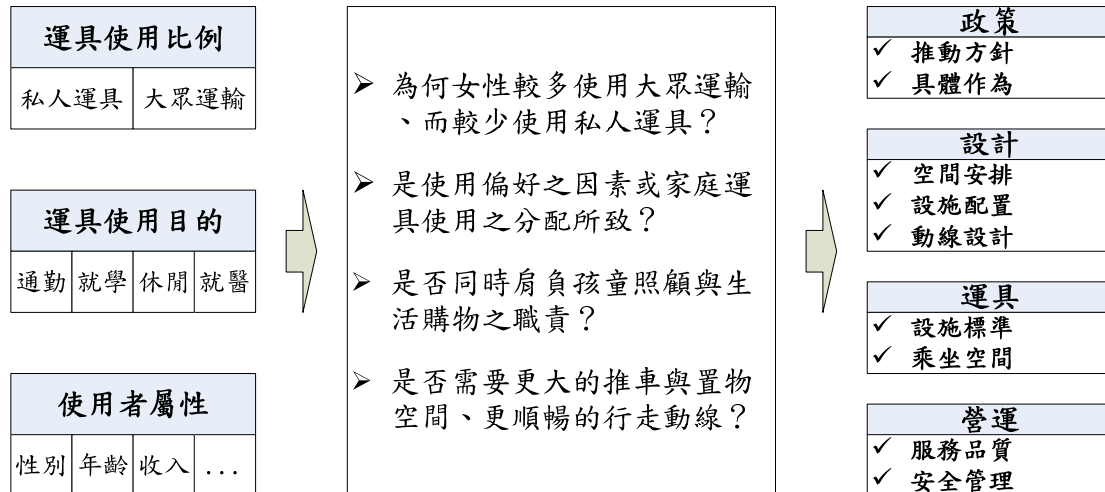 運具使用比例
私人運具 大眾運輸
運具使用目的
通勤 就學 休閒 就醫
使用者屬性
性別 年齡 收入 ...
➢ 為何女性較多使用大眾運輸
、而較少使用私人運具？
➢ 是使用偏好之因素或家庭運
具使用之分配所致？
➢ 是否同時肩負孩童照顧與生
活購物之職責？
➢ 是否需要更大的推車與置物
空間、更順暢的行走動線？
政策
✓ 推動方針
✓ 具體作為
設計
✓ 空間安排
✓ 設施配置
✓ 動線設計
運具
✓ 設施標準
✓ 乘坐空間
營運
✓ 服務品質
✓ 安全管理